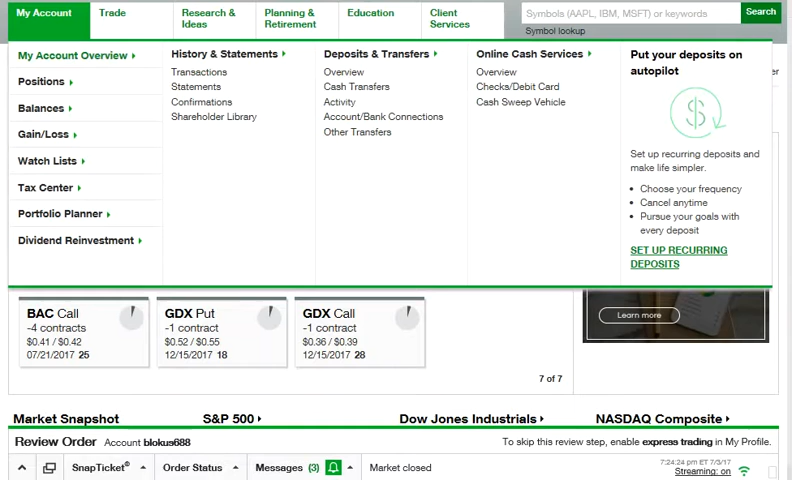 My Account
Trade
Research &
Ideas
Planning &
Retirement
Education
Client
Services
Symbols (AAPL, IBM, MSFT) or keywords
Search
Symbol lookup
My Account Overview
Positions
Balances
Gain/Loss
Watch Lists
Tax Center
Portfolio Planner
Dividend Reinvestment
History & Statements
Transactions
Statements
Confirmations
Shareholder Library
Deposits & Transfers
Overview
Cash Transfers
Activity
Account/Bank Connections
Other Transfers
Online Cash Services
Overview
Checks/Debit Card
Cash Sweep Vehicle
Put your deposits on
autopilot
$
Set up recurring deposits and
make life simpler.
• Choose your frequency
• Cancel anytime
• Pursue your goals with
every deposit
SET UP RECURRING
DEPOSITS
er
BAC Call
-4 contracts
$0.41 / $0.42
07/21/2017 25
GDX Put
-1 contract
$0.52 / $0.55
12/15/2017 18
GDX Call
-1 contract
$0.36 / $0.39
12/15/2017 28
Learn more
7 of 7
Market Snapshot
S&P 500
Dow Jones Industrials
NASDAQ Composite
Review Order Account blokus688
To skip this review step, enable express trading in My Profile.
SnapTicket®
Order Status
Messages (3)
Market closed
7:24:24 pm ET 7/3/17
Streaming: on